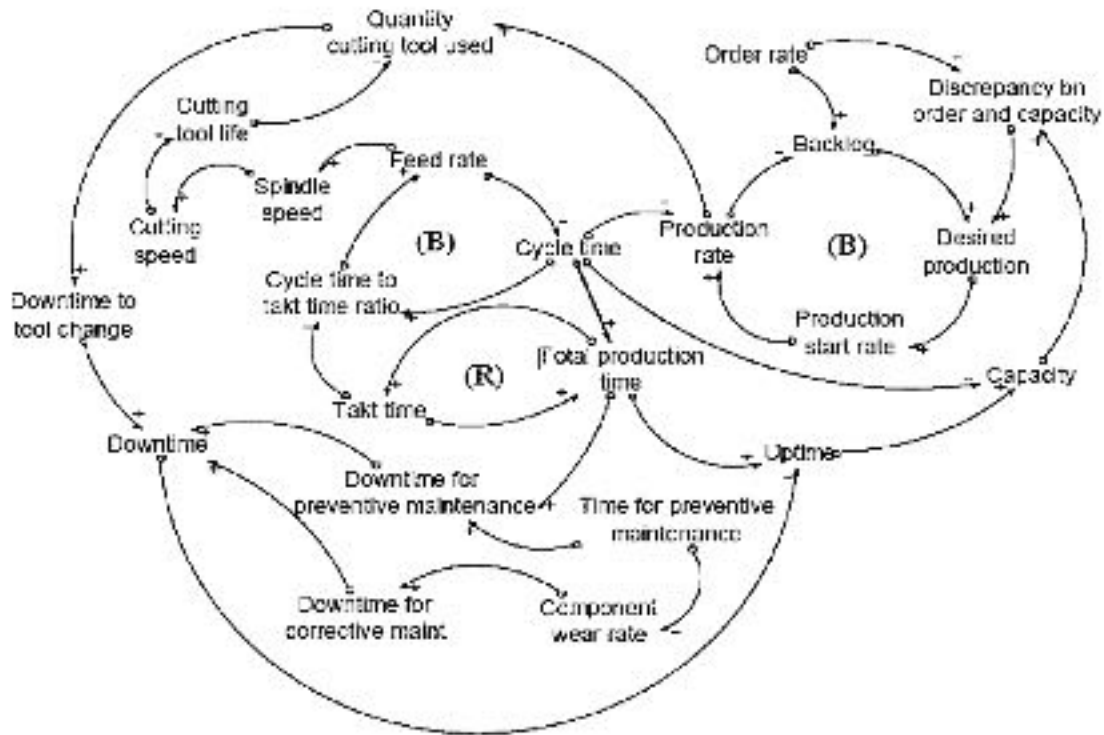 Quantity
cutting tool used
Order rate
Discrepancy bn
order and capacity
Cutting
tool life
Backlog
Feed rate
Spindle
speed
Cutting
speed
(B)
Cycle time
Production
rate
(B)
Desired
production
Cycle time to
takt time ratio
Downtime to
tool change
Production
start rate
Total production
time
(R)
Capacity
Takt time
Downtime
Uptime
Downtime for
preventive maintenance
Time for preventive
maintenance
Downtime for
corrective maint.
Component
wear rate